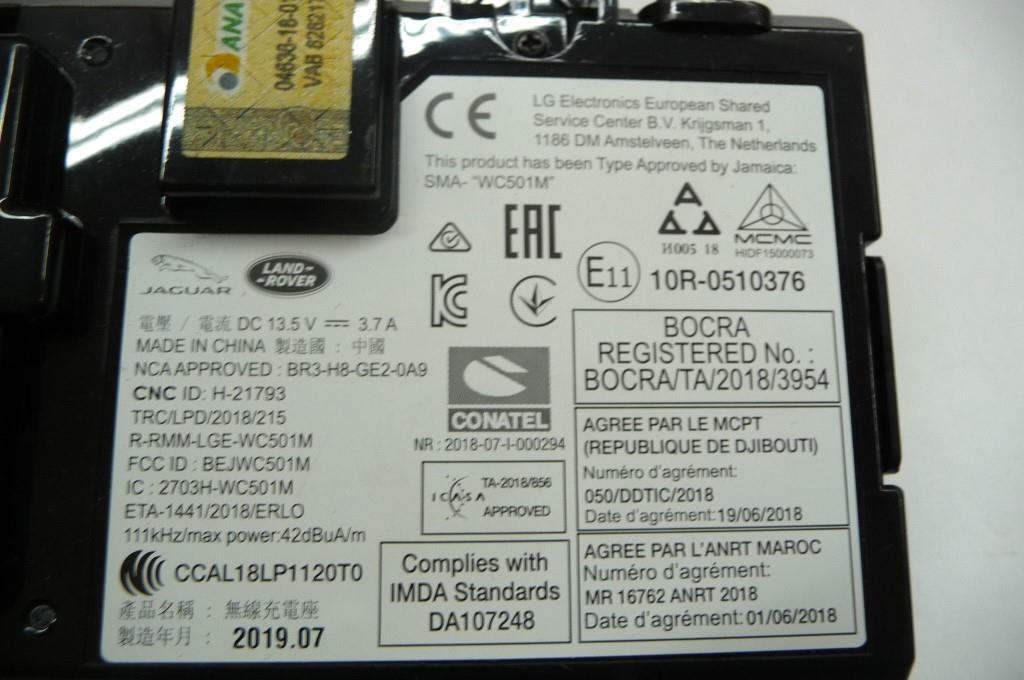 ANA
04636-16-0
VAB 62621
CE
LG Electronics European Shared
Service Center B.V. Krijgsman 1,
1186 DM Amstelveen, The Netherlands
This product has been Type Approved by Jamaica:
SMA- "WC501M"
EAC
И005 18
MCMC
HIDF15000073
JAGUAR
LAND-
-ROVER
E11
10R-0510376
電壓 / 電流 DC 13.5 V 3.7 A
MADE IN CHINA 製造國 : 中國
NCA APPROVED : BR3-H8-GE2-0A9
CNC ID: H-21793
TRC/LPD/2018/215
R-RMM-LGE-WC501M
FCC ID : BEJWC501M
IC : 2703H-WC501M
ETA-1441/2018/ERLO
111kHz/max power:42dBuA/m
CCAL18LP1120T0
產品名稱 : 無線充電座
製造年月 : 2019.07
CONATEL
NR : 2018-07-I-000294
ICASA
TA-2018/856
APPROVED
Complies with
IMDA Standards
DA107248
BOCRA
REGISTERED No. :
BOCRA/TA/2018/3954
AGREE PAR LE MCPT
(REPUBLIQUE DE DJIBOUTI)
Numéro d'agrément:
050/DDTIC/2018
Date d'agrément: 19/06/2018
AGREE PAR L'ANRT MAROC
Numéro d'agrément:
MR 16762 ANRT 2018
Date d'agrément: 01/06/2018